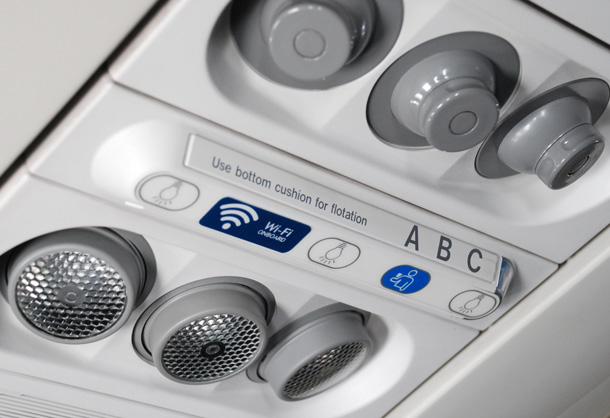 Use bottom cushion for flotation
A B C
Wi-Fi
ONBOARD